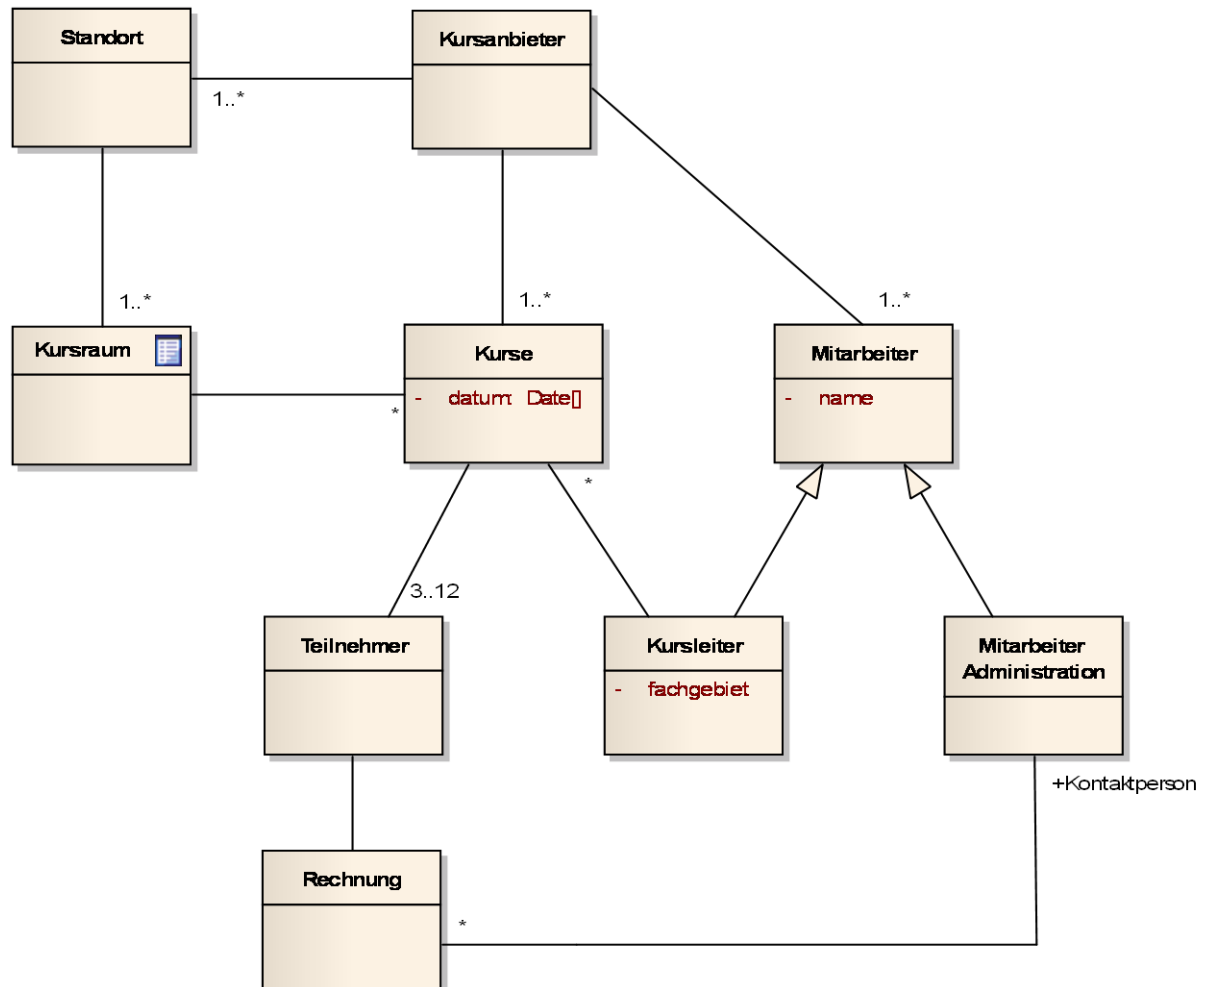 Standort
Kursanbieter
1..*
1..*
1..*
1..*
Kursraum
Kurse
Mitarbeiter
- datum: Date[]
- name
*
*
3..12
Teilnehmer
Kursleiter
Mitarbeiter
Administration
- fachgebiet
+Kontaktperson
Rechnung
*